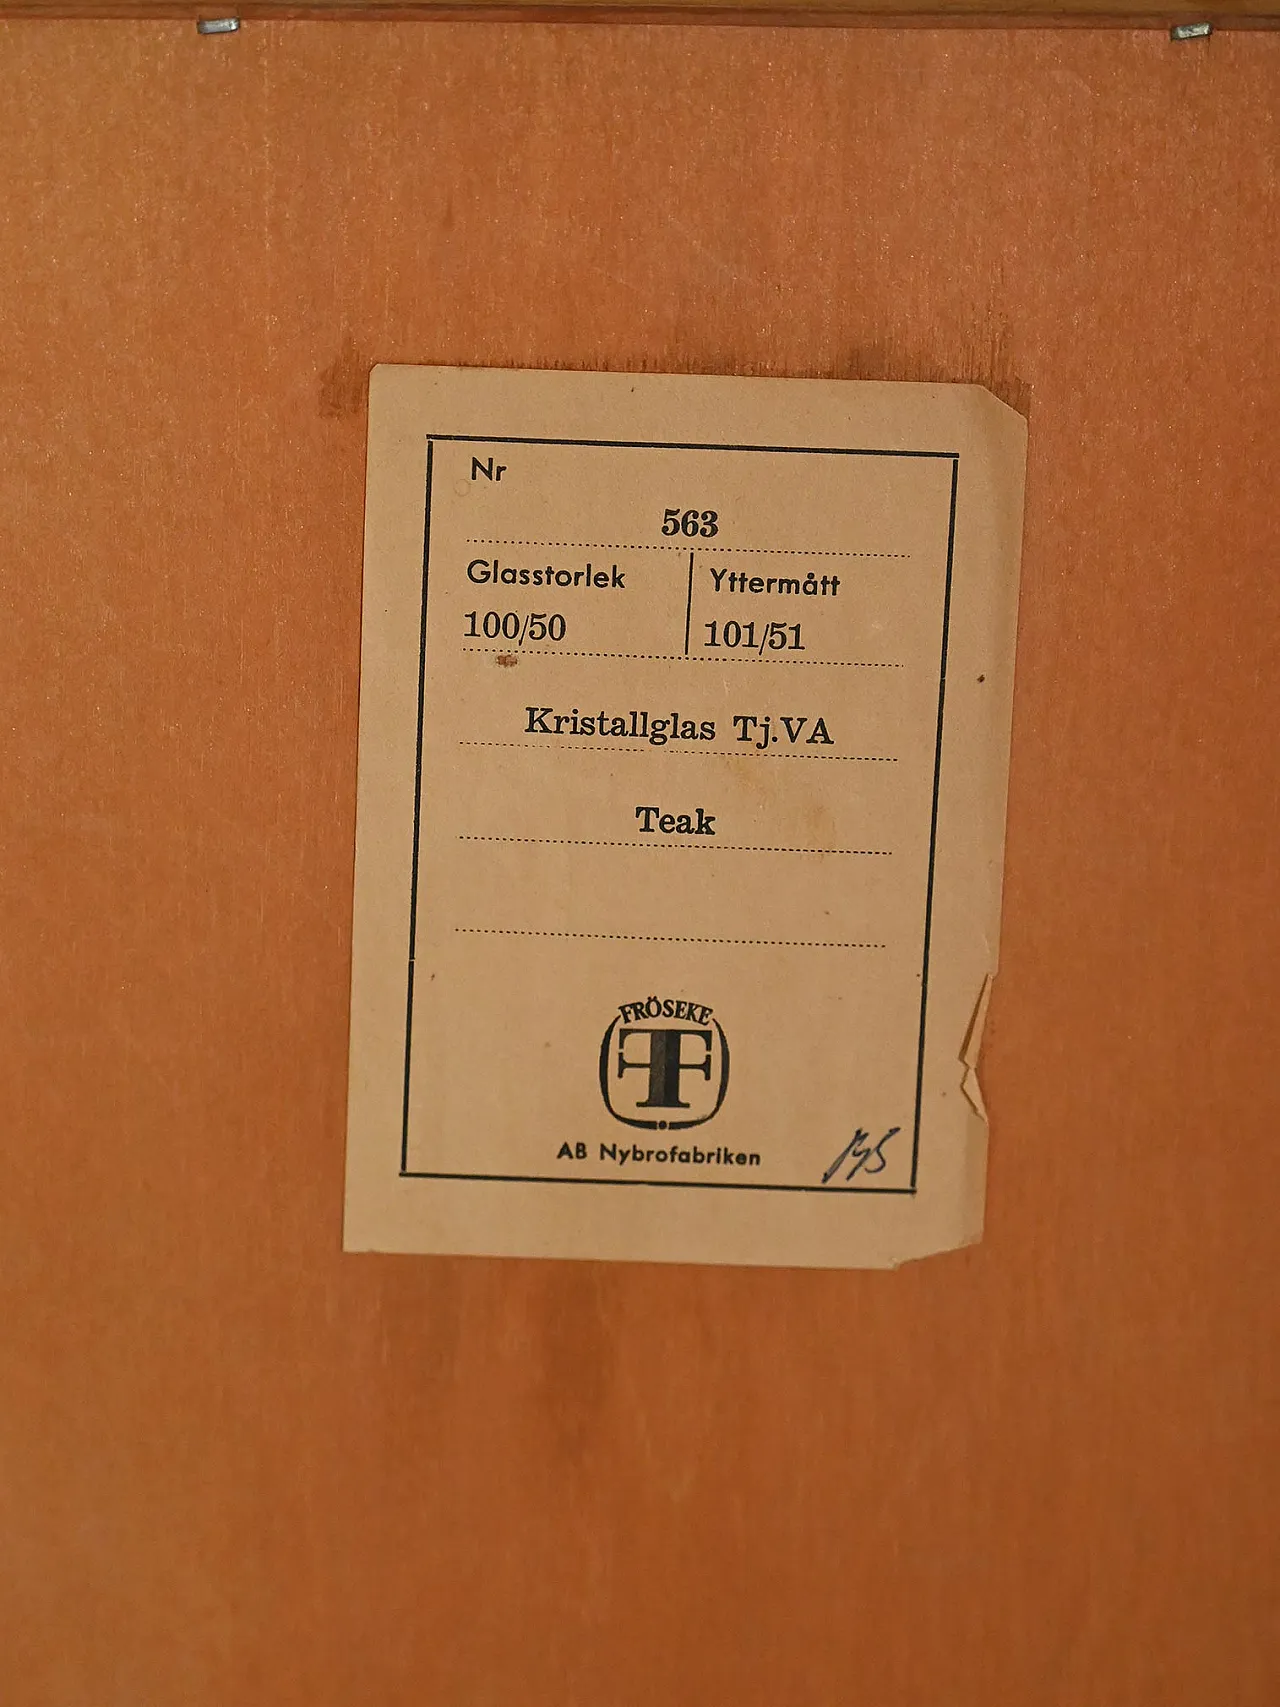 Nr
563
Glasstorlek Yttermått
100/50 101/51
Kristallglas Tj.VA
Teak
FRÖSEKE
F
AB Nybrofabriken